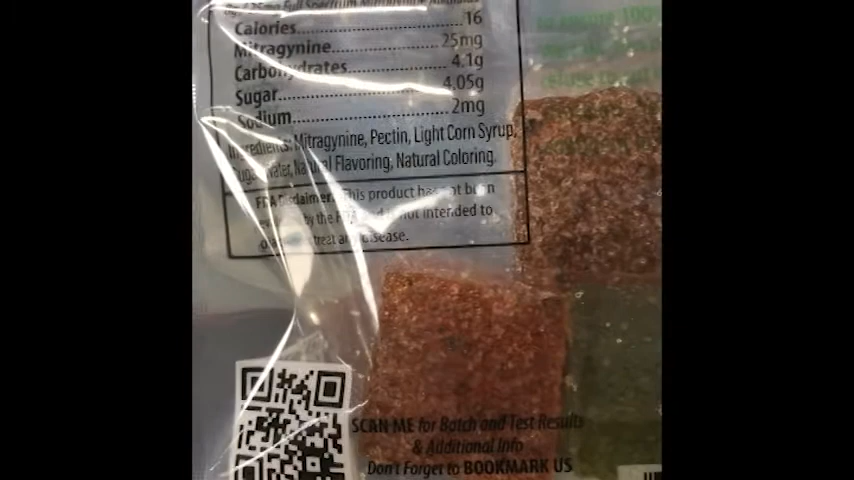 Full Spectrum
Calories 16
Mitragynine 25mg
Carbohydrates 4.1g
Sugar 4.05g
Sodium 2mg
Ingredients: Mitragynine, Pectin, Light Corn Syrup,
Sugar, Water, Natural Flavoring, Natural Coloring.
FDA Disclaimer: This product has not been
by the FDA and is not intended to
treat any disease.
SCAN ME for Batch and Test Results
& Additional Info
Don't Forget to BOOKMARK US